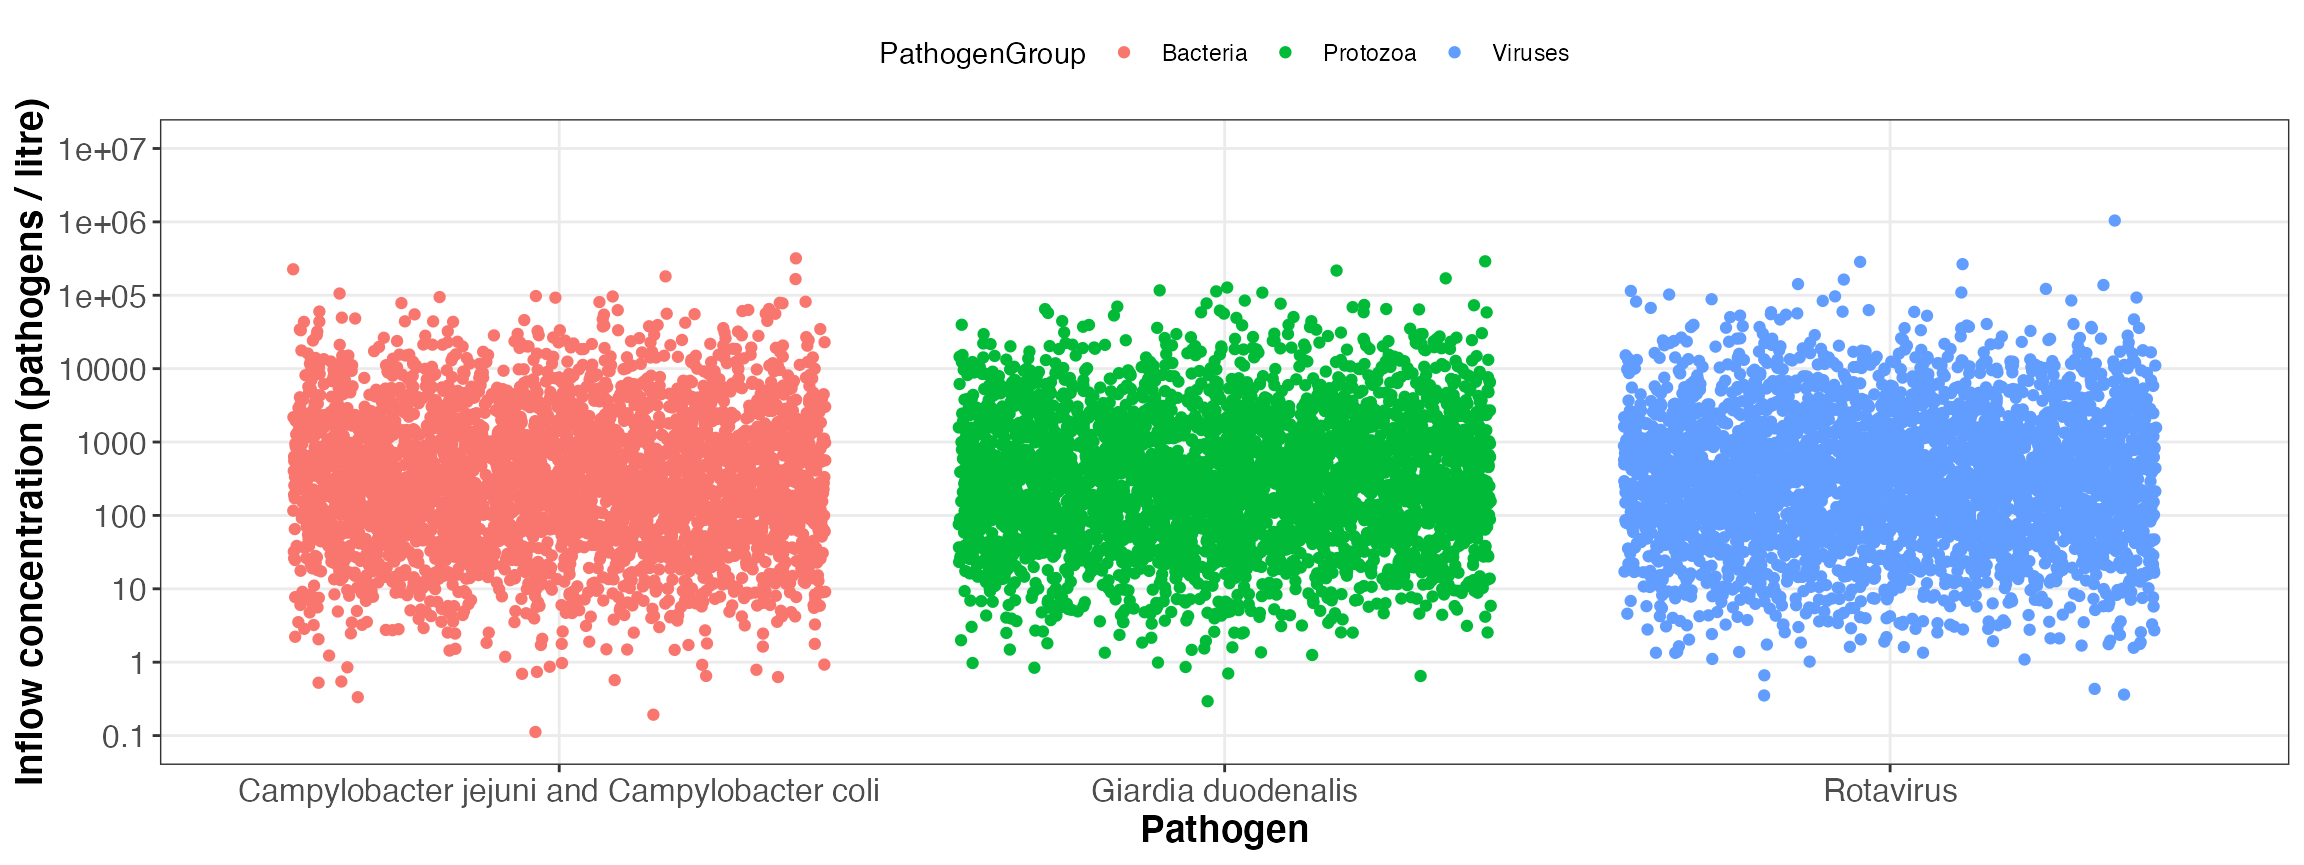 PathogenGroup Bacteria Protozoa Viruses
Inflow concentration (pathogens / litre)
1e+07
1e+06
1e+05
10000
1000
100
10
1
0.1
Campylobacter jejuni and Campylobacter coli Giardia duodenalis Rotavirus
Pathogen